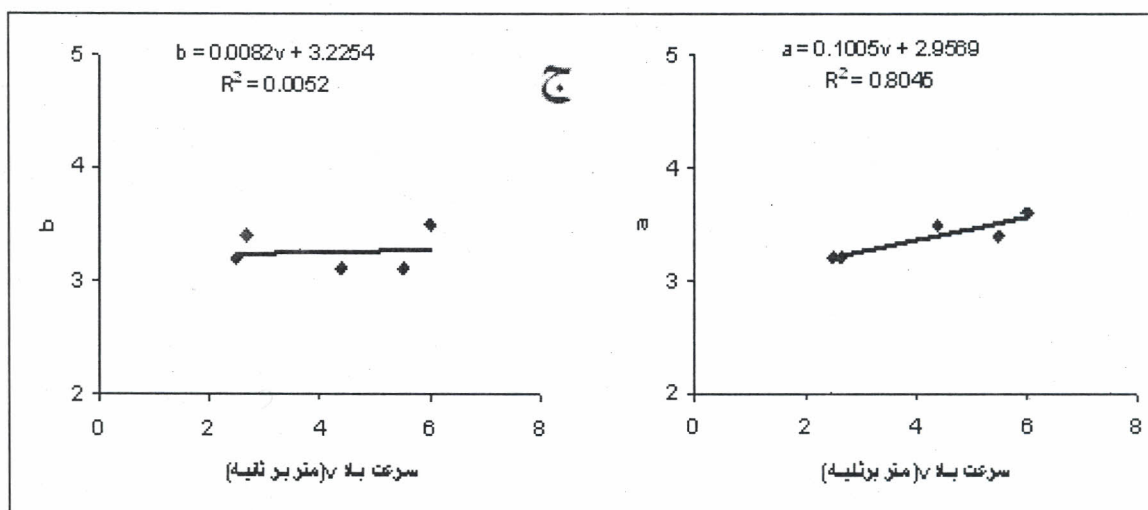 b = 0.0082v + 3.2254
R² = 0.0052
ج
5
4
3
2
b
0 2 4 6 8
سرعت باد v(متر بر ثانیه)
a = 0.1005v + 2.9569
R² = 0.8045
5
4
3
2
a
0 2 4 6 8
سرعت باد v(متر برثانیه)